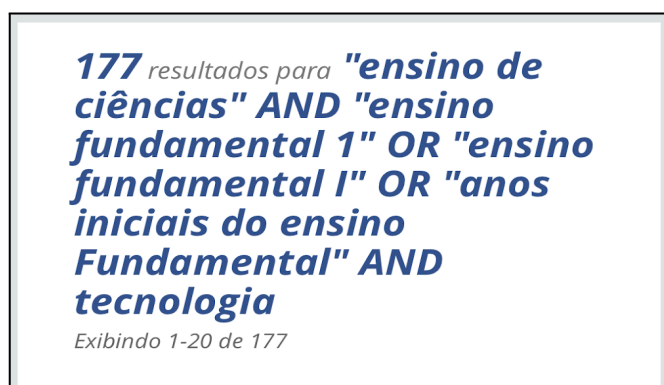 177 resultados para "ensino de
ciências" AND "ensino
fundamental 1" OR "ensino
fundamental I" OR "anos
iniciais do ensino
Fundamental" AND
tecnologia
Exibindo 1-20 de 177